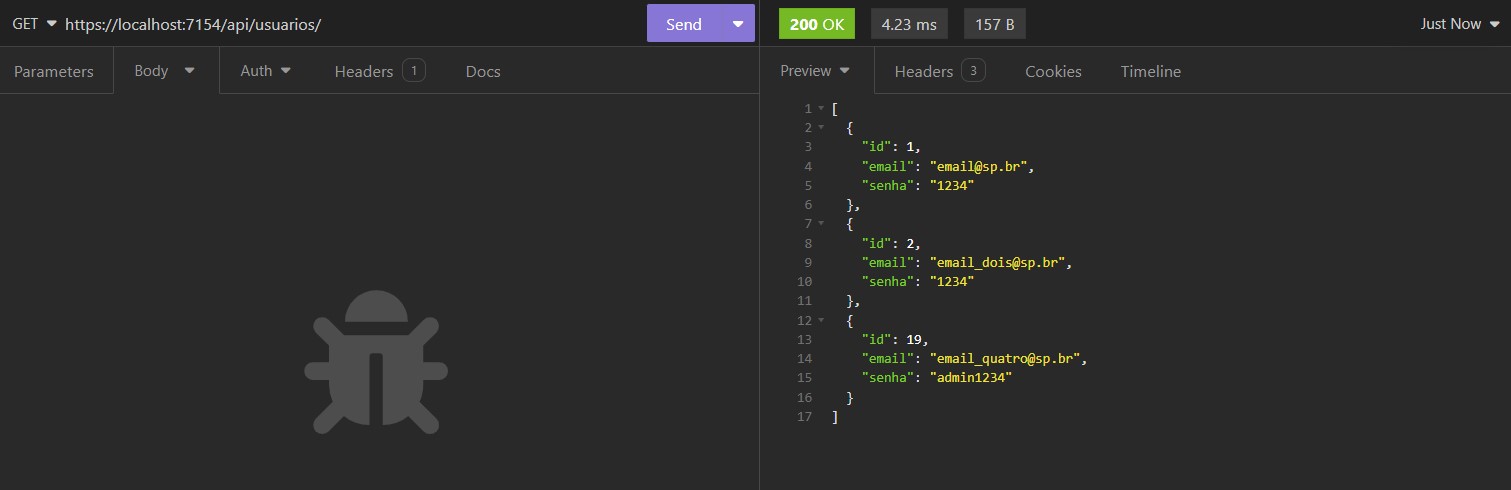 GET https://localhost:7154/api/usuarios/ Send 200 OK 4.23 ms 157 B Just Now
Parameters Body Auth Headers 1 Docs Preview Headers 3 Cookies Timeline
1 [
2 {
3 "id": 1,
4 "email": "email@sp.br",
5 "senha": "1234"
6 },
7 {
8 "id": 2,
9 "email": "email_dois@sp.br",
10 "senha": "1234"
11 },
12 {
13 "id": 19,
14 "email": "email_quatro@sp.br",
15 "senha": "admin1234"
16 }
17 ]